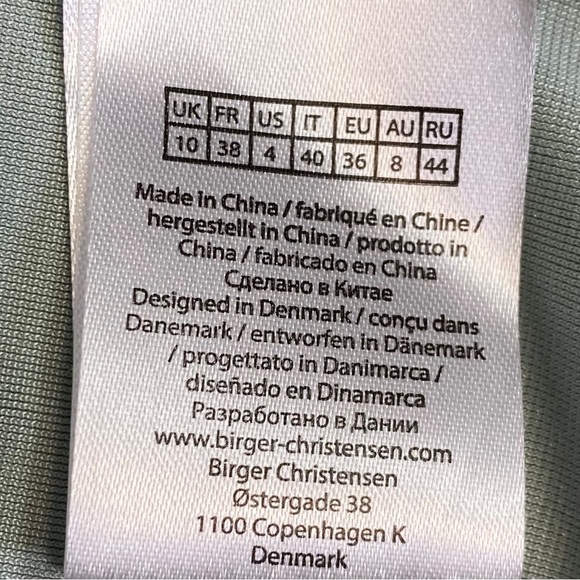 UK FR US IT EU AU RU
10 38 4 40 36 8 44
Made in China / fabriqué en Chine /
hergestellt in China / prodotto in
China / fabricado en China
Сделано в Китае
Designed in Denmark / conçu dans
Danemark / entworfen in Dänemark
/ progettato in Danimarca /
diseñado en Dinamarca
Разработано в Дании
www.birger-christensen.com
Birger Christensen
Østergade 38
1100 Copenhagen K
Denmark